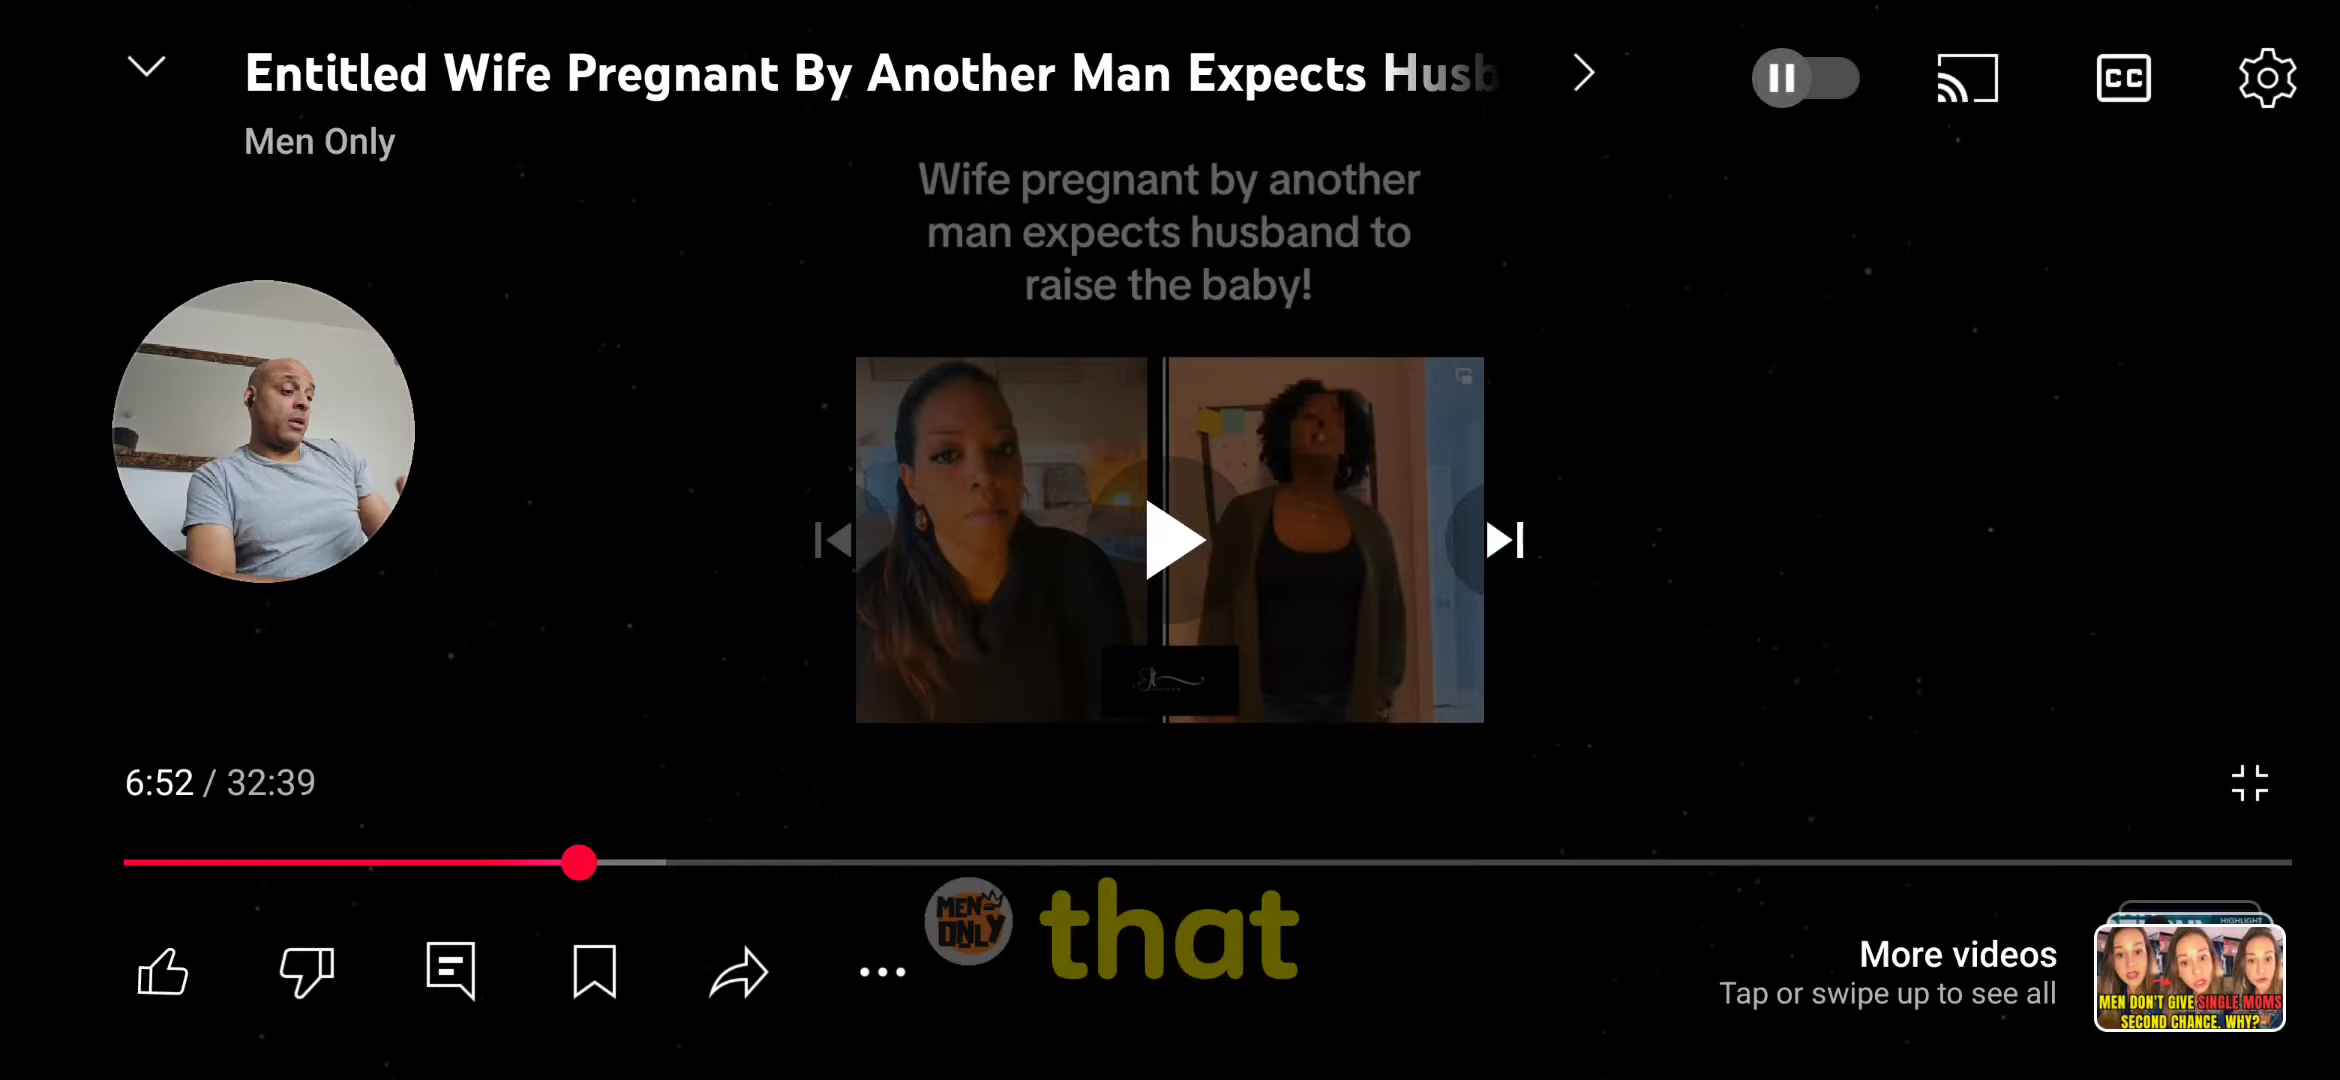 Entitled Wife Pregnant By Another Man Expects Husb
CC
Men Only
Wife pregnant by another
man expects husband to
raise the baby!
6:52 / 32:39
MEN
ONLY
that
More videos
Tap or swipe up to see all
HIGHLIGHT
MEN DON'T GIVE SINGLE MOMS
SECOND CHANCE. WHY?